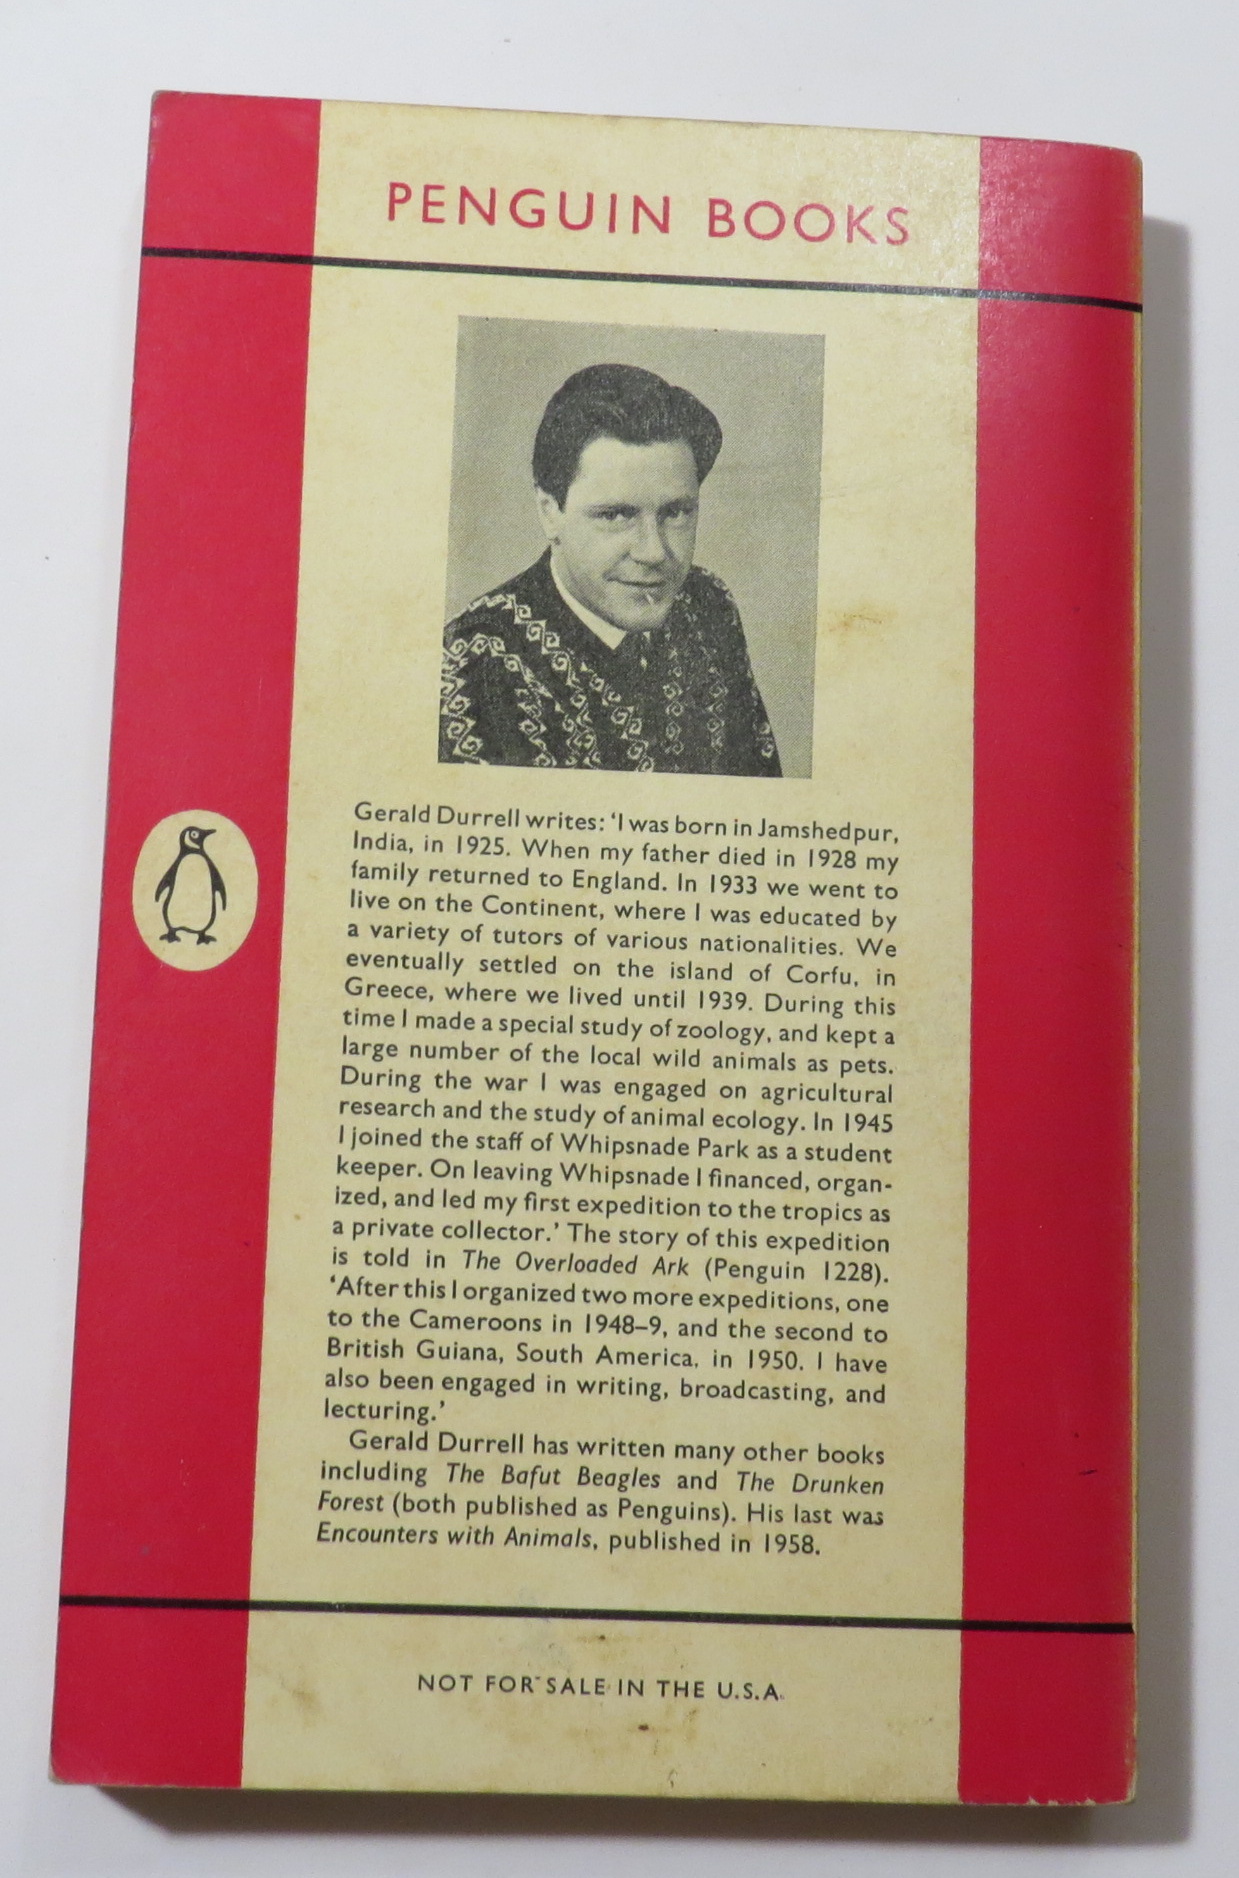 PENGUIN BOOKS
Gerald Durrell writes: ‘I was born in Jamshedpur,
India, in 1925. When my father died in 1928 my
family returned to England. In 1933 we went to
live on the Continent, where I was educated by
a variety of tutors of various nationalities. We
eventually settled on the island of Corfu, in
Greece, where we lived until 1939. During this
time I made a special study of zoology, and kept a
large number of the local wild animals as pets.
During the war I was engaged on agricultural
research and the study of animal ecology. In 1945
I joined the staff of Whipsnade Park as a student
keeper. On leaving Whipsnade I financed, organ-
ized, and led my first expedition to the tropics as
a private collector.’ The story of this expedition
is told in The Overloaded Ark (Penguin 1228).
‘After this I organized two more expeditions, one
to the Cameroons in 1948–9, and the second to
British Guiana, South America, in 1950. I have
also been engaged in writing, broadcasting, and
lecturing.’
Gerald Durrell has written many other books
including The Bafut Beagles and The Drunken
Forest (both published as Penguins). His last was
Encounters with Animals, published in 1958.
NOT FOR SALE IN THE U.S.A.